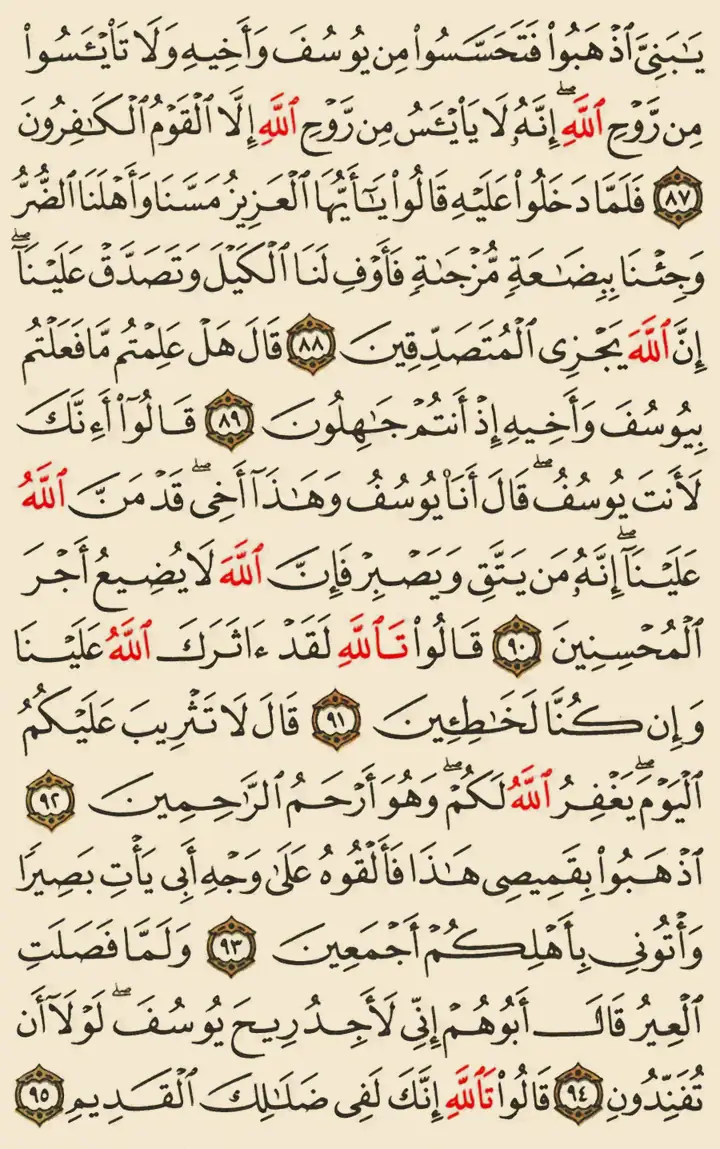 يَـٰبَنِىَّ ٱذْهَبُوا۟ فَتَحَسَّسُوا۟ مِن يُوسُفَ وَأَخِيهِ وَلَا تَا۟يْـَٔسُوا۟
مِن رَّوْحِ ٱللَّهِ ۖ إِنَّهُۥ لَا يَا۟يْـَٔسُ مِن رَّوْحِ ٱللَّهِ إِلَّا ٱلْقَوْمُ ٱلْكَـٰفِرُونَ
٨٧ فَلَمَّا دَخَلُوا۟ عَلَيْهِ قَالُوا۟ يَـٰٓأَيُّهَا ٱلْعَزِيزُ مَسَّنَا وَأَهْلَنَا ٱلضُّرُّ
وَجِئْنَا بِبِضَـٰعَةٍ مُّزْجَىٰةٍ فَأَوْفِ لَنَا ٱلْكَيْلَ وَتَصَدَّقْ عَلَيْنَآ ۖ
إِنَّ ٱللَّهَ يَجْزِى ٱلْمُتَصَدِّقِينَ ٨٨ قَالَ هَلْ عَلِمْتُم مَّا فَعَلْتُم
بِيُوسُفَ وَأَخِيهِ إِذْ أَنتُمْ جَـٰهِلُونَ ٨٩ قَالُوٓا۟ أَءِنَّكَ
لَأَنتَ يُوسُفُ ۖ قَالَ أَنَا۠ يُوسُفُ وَهَـٰذَآ أَخِى ۖ قَدْ مَنَّ ٱللَّهُ
عَلَيْنَآ ۖ إِنَّهُۥ مَن يَتَّقِ وَيَصْبِرْ فَإِنَّ ٱللَّهَ لَا يُضِيعُ أَجْرَ
ٱلْمُحْسِنِينَ ٩٠ قَالُوا۟ تَٱللَّهِ لَقَدْ ءَاثَرَكَ ٱللَّهُ عَلَيْنَا
وَإِن كُنَّا لَخَـٰطِـِٔينَ ٩١ قَالَ لَا تَثْرِيبَ عَلَيْكُمُ
ٱلْيَوْمَ ۖ يَغْفِرُ ٱللَّهُ لَكُمْ ۖ وَهُوَ أَرْحَمُ ٱلرَّٰحِمِينَ ٩٢
ٱذْهَبُوا۟ بِقَمِيصِى هَـٰذَا فَأَلْقُوهُ عَلَىٰ وَجْهِ أَبِى يَأْتِ بَصِيرًا
وَأْتُونِى بِأَهْلِكُمْ أَجْمَعِينَ ٩٣ وَلَمَّا فَصَلَتِ
ٱلْعِيرُ قَالَ أَبُوهُمْ إِنِّى لَأَجِدُ رِيحَ يُوسُفَ ۖ لَوْلَآ أَن
تُفَنِّدُونِ ٩٤ قَالُوا۟ تَٱللَّهِ إِنَّكَ لَفِى ضَلَـٰلِكَ ٱلْقَدِيمِ ٩٥